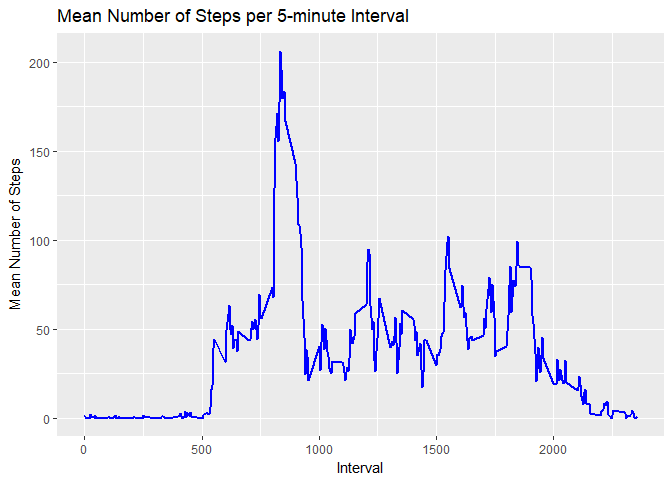 Mean Number of Steps per 5-minute Interval
200
150
100
50
0
Mean Number of Steps
0 500 1000 1500 2000
Interval